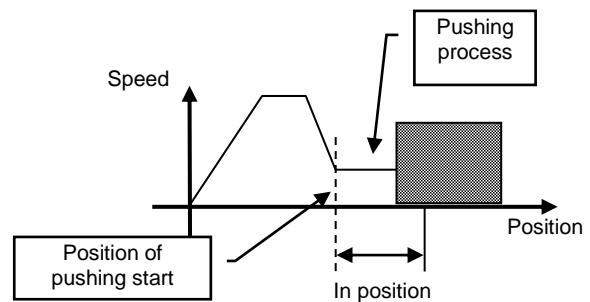 Pushing
process
Speed
Position
Position of
pushing start
In position